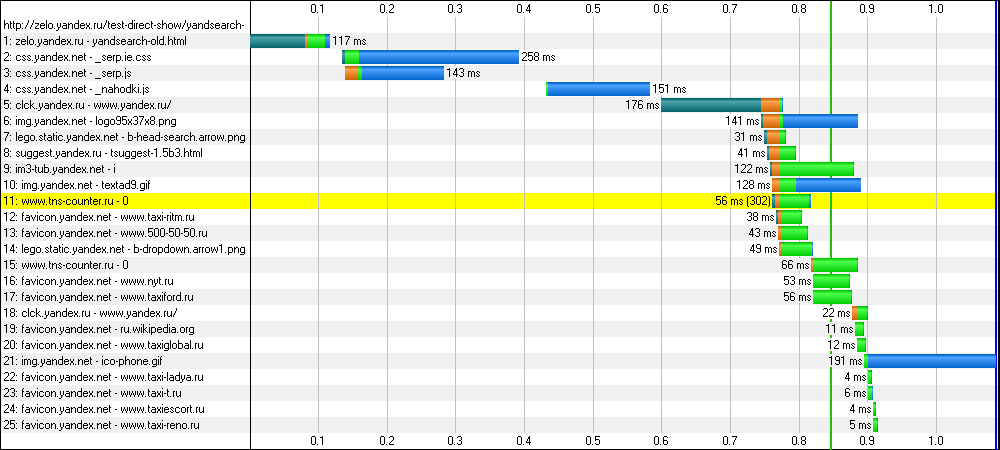 0.1 0.2 0.3 0.4 0.5 0.6 0.7 0.8 0.9 1.0
http://zelo.yandex.ru/test-direct-show/yandsearch-
1: zelo.yandex.ru - yandsearch-old.html 117 ms
2: css.yandex.net - _serp.ie.css 258 ms
3: css.yandex.net - _serp.js 143 ms
4: css.yandex.net - _nahodki.js 151 ms
5: clck.yandex.ru - www.yandex.ru/ 176 ms
6: img.yandex.net - logo95x37x8.png 141 ms
7: lego.static.yandex.net - b-head-search.arrow.png 31 ms
8: suggest.yandex.ru - tsuggest-1.5b3.html 41 ms
9: im3-tub.yandex.net - i 122 ms
10: img.yandex.net - textad9.gif 128 ms
11: www.tns-counter.ru - 0 56 ms (302)
12: favicon.yandex.net - www.taxi-ritm.ru 38 ms
13: favicon.yandex.net - www.500-50-50.ru 43 ms
14: lego.static.yandex.net - b-dropdown.arrow1.png 49 ms
15: www.tns-counter.ru - 0 66 ms
16: favicon.yandex.net - www.nyt.ru 53 ms
17: favicon.yandex.net - www.taxiford.ru 56 ms
18: clck.yandex.ru - www.yandex.ru/ 22 ms
19: favicon.yandex.net - ru.wikipedia.org 11 ms
20: favicon.yandex.net - www.taxiglobal.ru 12 ms
21: img.yandex.net - ico-phone.gif 191 ms
22: favicon.yandex.net - www.taxi-ladya.ru 4 ms
23: favicon.yandex.net - www.taxi-t.ru 6 ms
24: favicon.yandex.net - www.taxiescort.ru 4 ms
25: favicon.yandex.net - www.taxi-reno.ru 5 ms
0.1 0.2 0.3 0.4 0.5 0.6 0.7 0.8 0.9 1.0